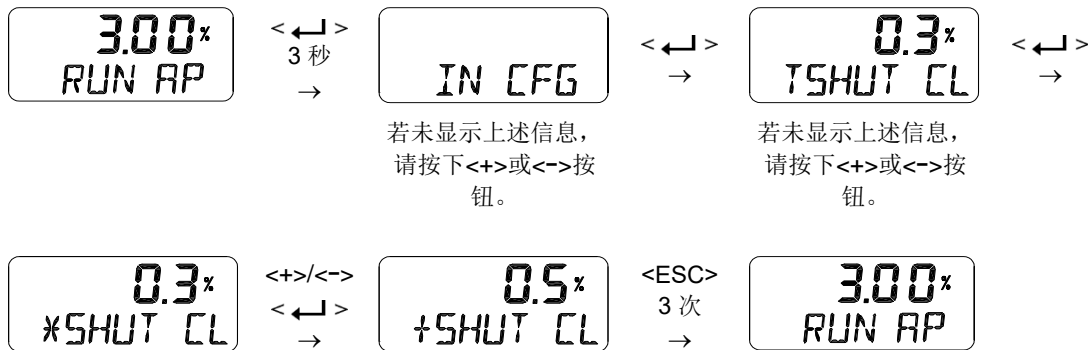 3.00%
RUN AP
< ↵ >
3 秒
→
IN CFG
若未显示上述信息，
请按下<+>或<->按
钮。
< ↵ >
→
0.3%
TSHUT CL
若未显示上述信息，
请按下<+>或<->按
钮。
< ↵ >
→
0.3%
*SHUT CL
<+>/<->
< ↵ >
→
0.5%
+SHUT CL
<ESC>
3 次
→
3.00%
RUN AP